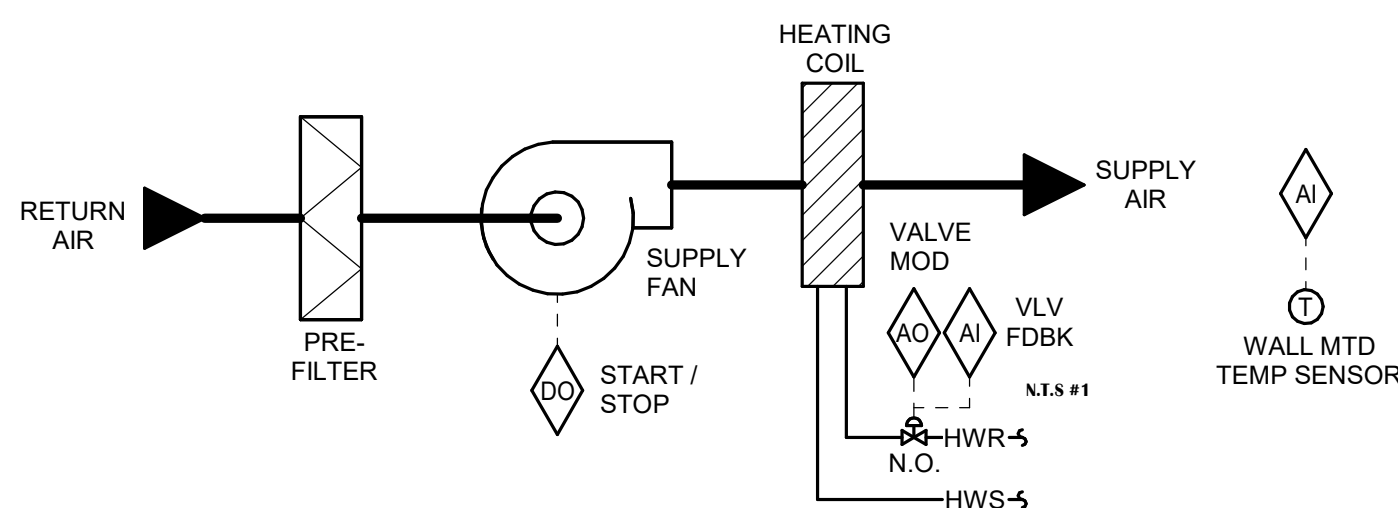 HEATING
COIL
RETURN
AIR
SUPPLY
AIR
AI
SUPPLY
FAN
VALVE
MOD
PRE-
FILTER
DO
START /
STOP
AO
AI
VLV
FDBK
N.T.S #1
T
WALL MTD
TEMP SENSOR
HWR
N.O.
HWS